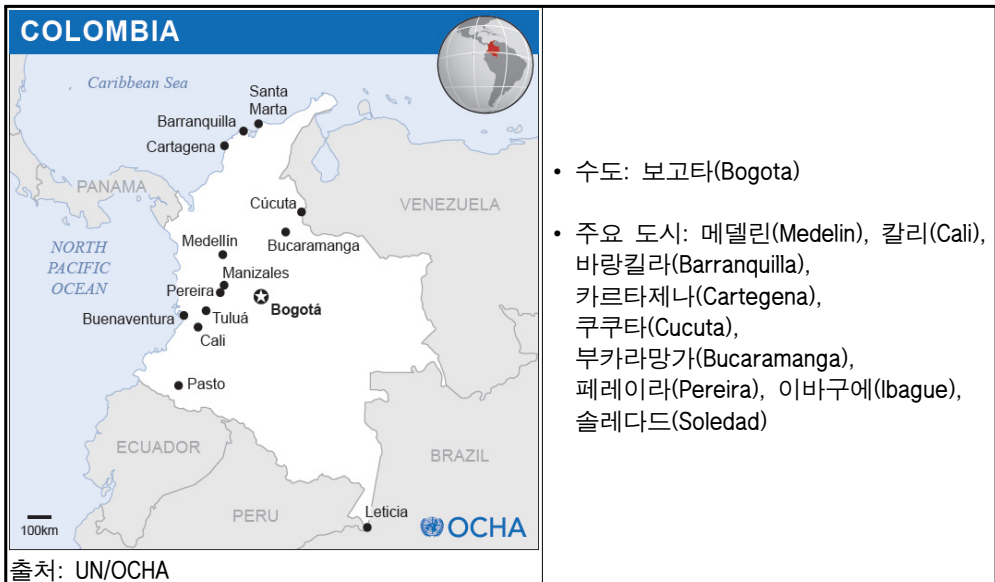 COLOMBIA
Caribbean Sea
Santa
Marta
Barranquilla
Cartagena
PANAMA
Cúcuta
VENEZUELA
NORTH
PACIFIC
OCEAN
Medellín
Bucaramanga
Manizales
Pereira
Bogotá
Buenaventura
Tuluá
Cali
Pasto
ECUADOR
BRAZIL
PERU
Leticia
100km
OCHA
출처: UN/OCHA
• 수도: 보고타(Bogota)
• 주요 도시: 메델린(Medelin), 칼리(Cali),
바랑킬라(Barranquilla),
카르타제나(Cartegena),
쿠쿠타(Cucuta),
부카라망가(Bucaramanga),
페레이라(Pereira), 이바구에(Ibague),
솔레다드(Soledad)